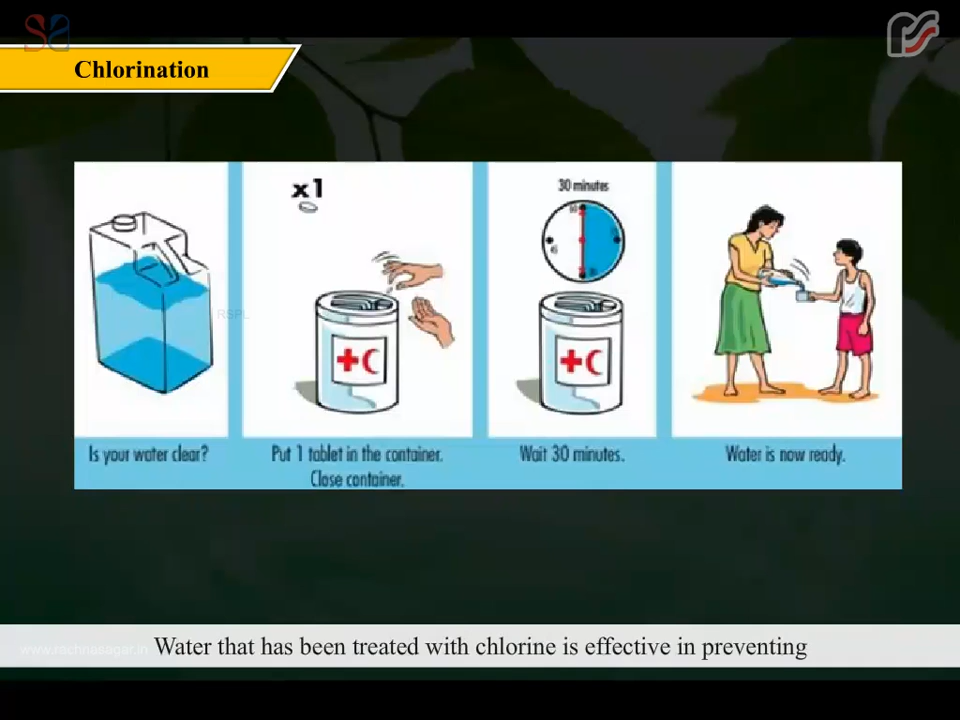 Chlorination
x1
30 minutes
RSPL
Is your water clear?
Put 1 tablet in the container.
Close container.
Wait 30 minutes.
Water is now ready.
www.rachnasagar.in
Water that has been treated with chlorine is effective in preventing